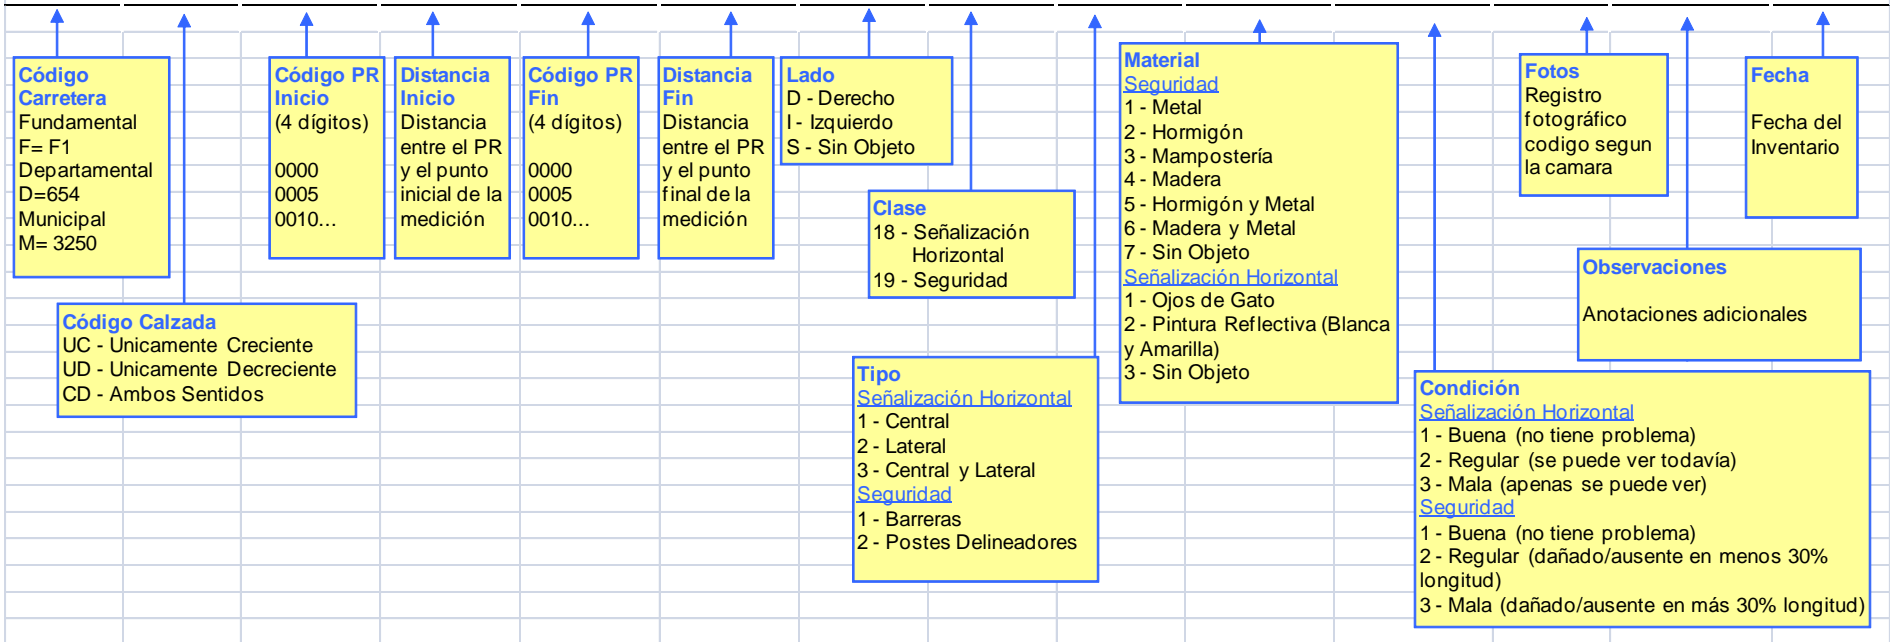 Código
Carretera
Fundamental
F= F1
Departamental
D=654
Municipal
M= 3250
Código PR
Inicio
(4 dígitos)
0000
0005
0010...
Distancia
Inicio
Distancia
entre el PR
y el punto
inicial de la
medición
Código PR
Fin
(4 dígitos)
0000
0005
0010...
Distancia
Fin
Distancia
entre el PR
y el punto
final de la
medición
Lado
D - Derecho
I - Izquierdo
S - Sin Objeto
Material
Seguridad
1 - Metal
2 - Hormigón
3 - Mampostería
4 - Madera
5 - Hormigón y Metal
6 - Madera y Metal
7 - Sin Objeto
Señalización Horizontal
1 - Ojos de Gato
2 - Pintura Reflectiva (Blanca
y Amarilla)
3 - Sin Objeto
Fotos
Registro
fotográfico
codigo segun
la camara
Fecha
Fecha del
Inventario
Clase
18 - Señalización
Horizontal
19 - Seguridad
Observaciones
Anotaciones adicionales
Código Calzada
UC - Unicamente Creciente
UD - Unicamente Decreciente
CD - Ambos Sentidos
Tipo
Señalización Horizontal
1 - Central
2 - Lateral
3 - Central y Lateral
Seguridad
1 - Barreras
2 - Postes Delineadores
Condición
Señalización Horizontal
1 - Buena (no tiene problema)
2 - Regular (se puede ver todavía)
3 - Mala (apenas se puede ver)
Seguridad
1 - Buena (no tiene problema)
2 - Regular (dañado/ausente en menos 30%
longitud)
3 - Mala (dañado/ausente en más 30% longitud)